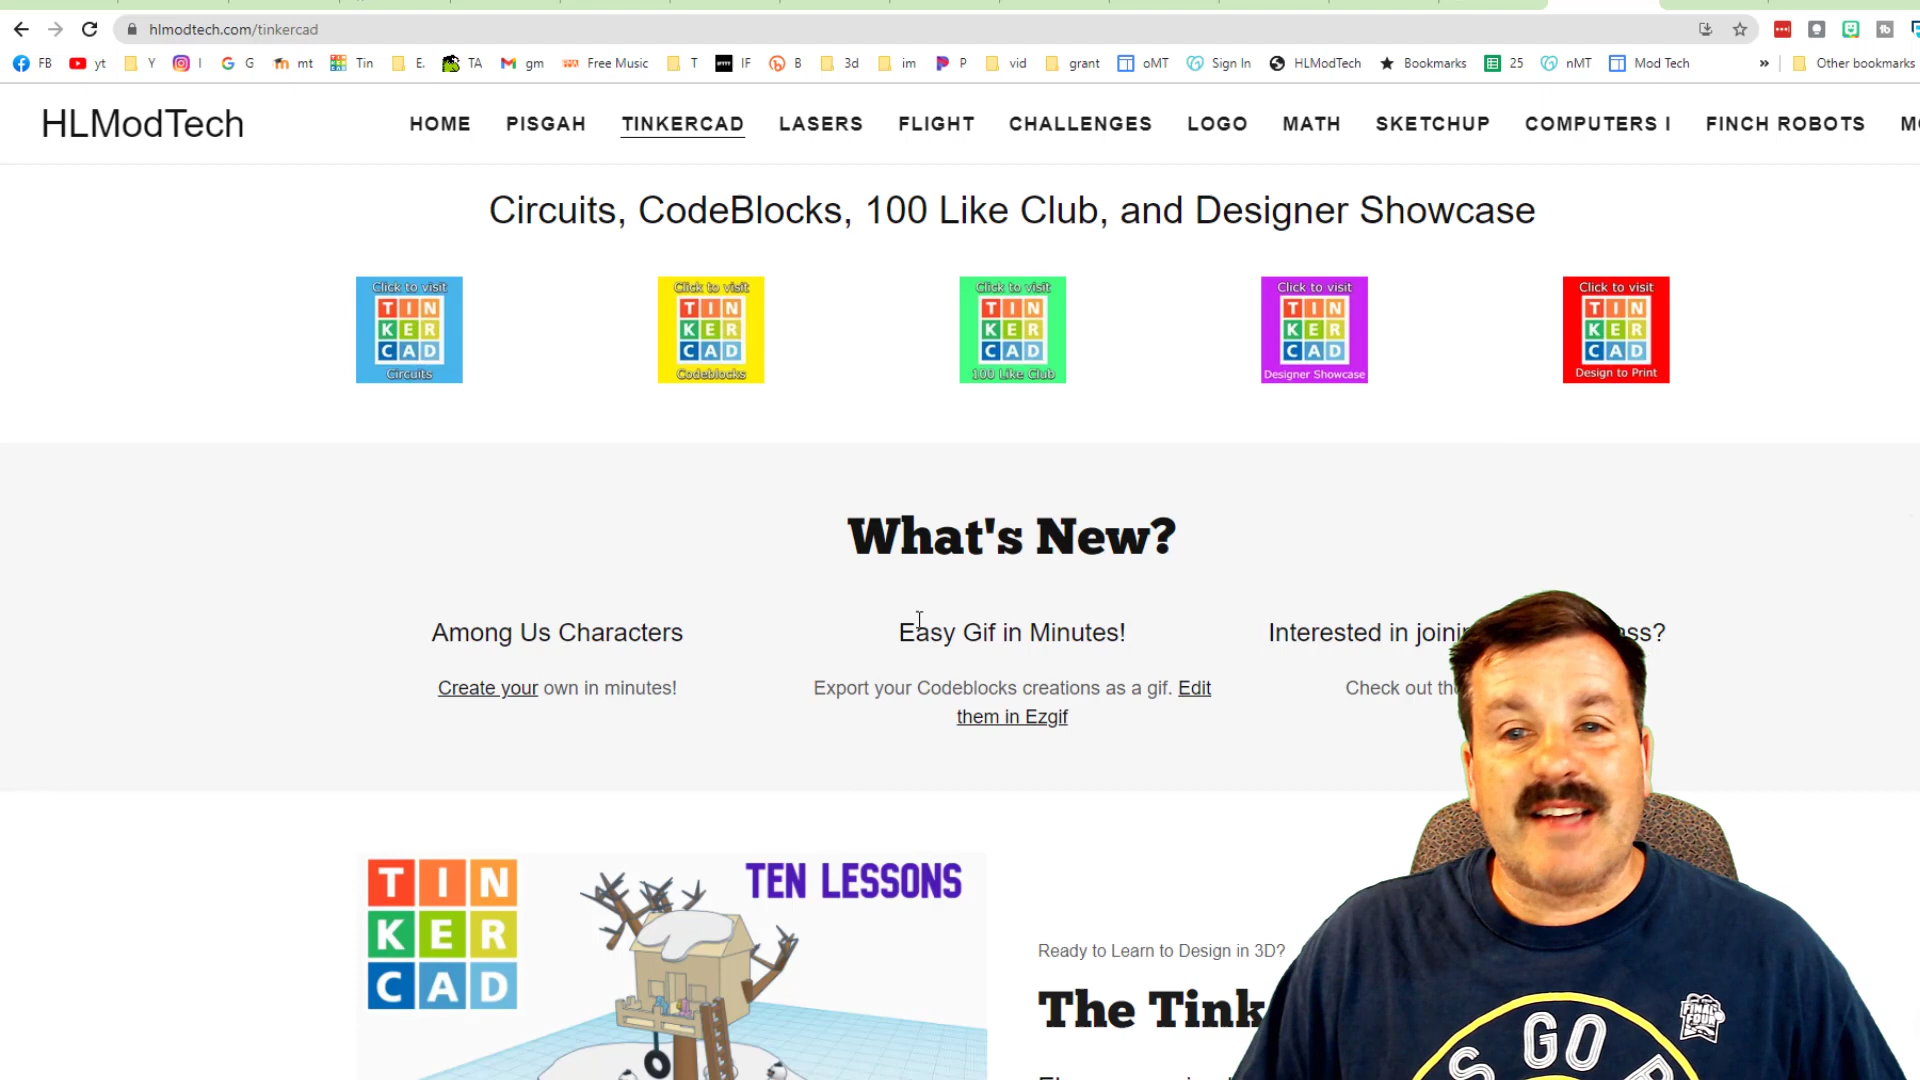 hlmodtech.com/tinkercad
FB yt Y I G mt Tin E. TA gm Free Music T IF B 3d im P vid grant oMT Sign In HLModTech Bookmarks 25 nMT Mod Tech » Other bookmarks
HLModTech HOME PISGAH TINKERCAD LASERS FLIGHT CHALLENGES LOGO MATH SKETCHUP COMPUTERS I FINCH ROBOTS
Circuits, CodeBlocks, 100 Like Club, and Designer Showcase
Click to visit Click to visit Click to visit Click to visit Click to visit
TIN TIN TIN TIN TIN
KER KER KER KER KER
CAD CAD CAD CAD CAD
Circuits Codeblocks 100 Like Club Designer Showcase Design to Print
What's New?
Among Us Characters Easy Gif in Minutes! Interested in ?
Create your own in minutes! Export your Codeblocks creations as a gif. Edit Check out
them in Ezgif
TIN TEN LESSONS
KER
CAD
Ready to Learn to Design in 3D?
The
GO
FINAL
FOUR